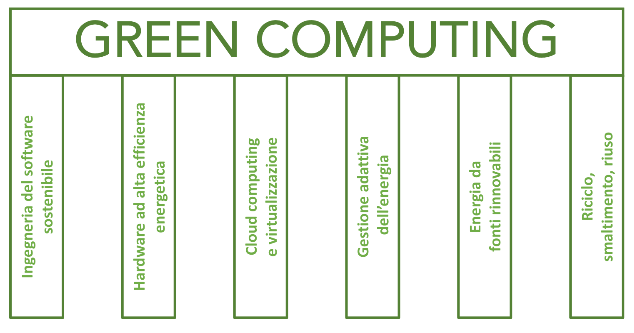 GREEN COMPUTING
Ingegneria del software
sostenibile
Hardware ad alta efficienza
energetica
Cloud computing
e virtualizzazione
Gestione adattiva
dell'energia
Energia da
fonti rinnovabili
Riciclo,
smaltimento, riuso